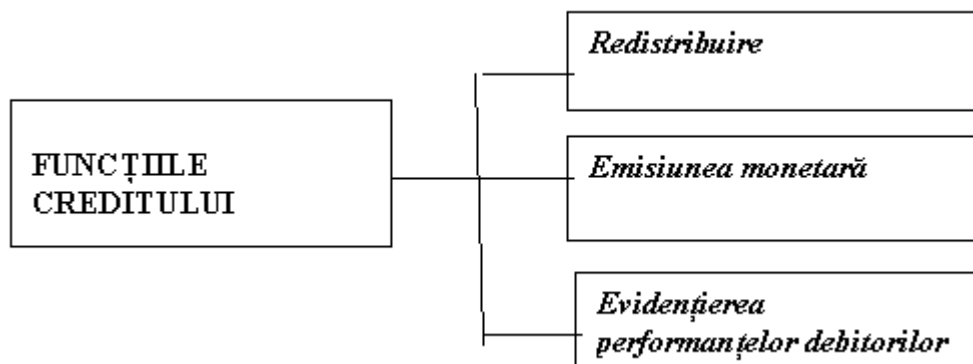 FUNCȚIILE
CREDITULUI
Redistribuire
Emisiunea monetară
Evidențierea
performanțelor debitorilor